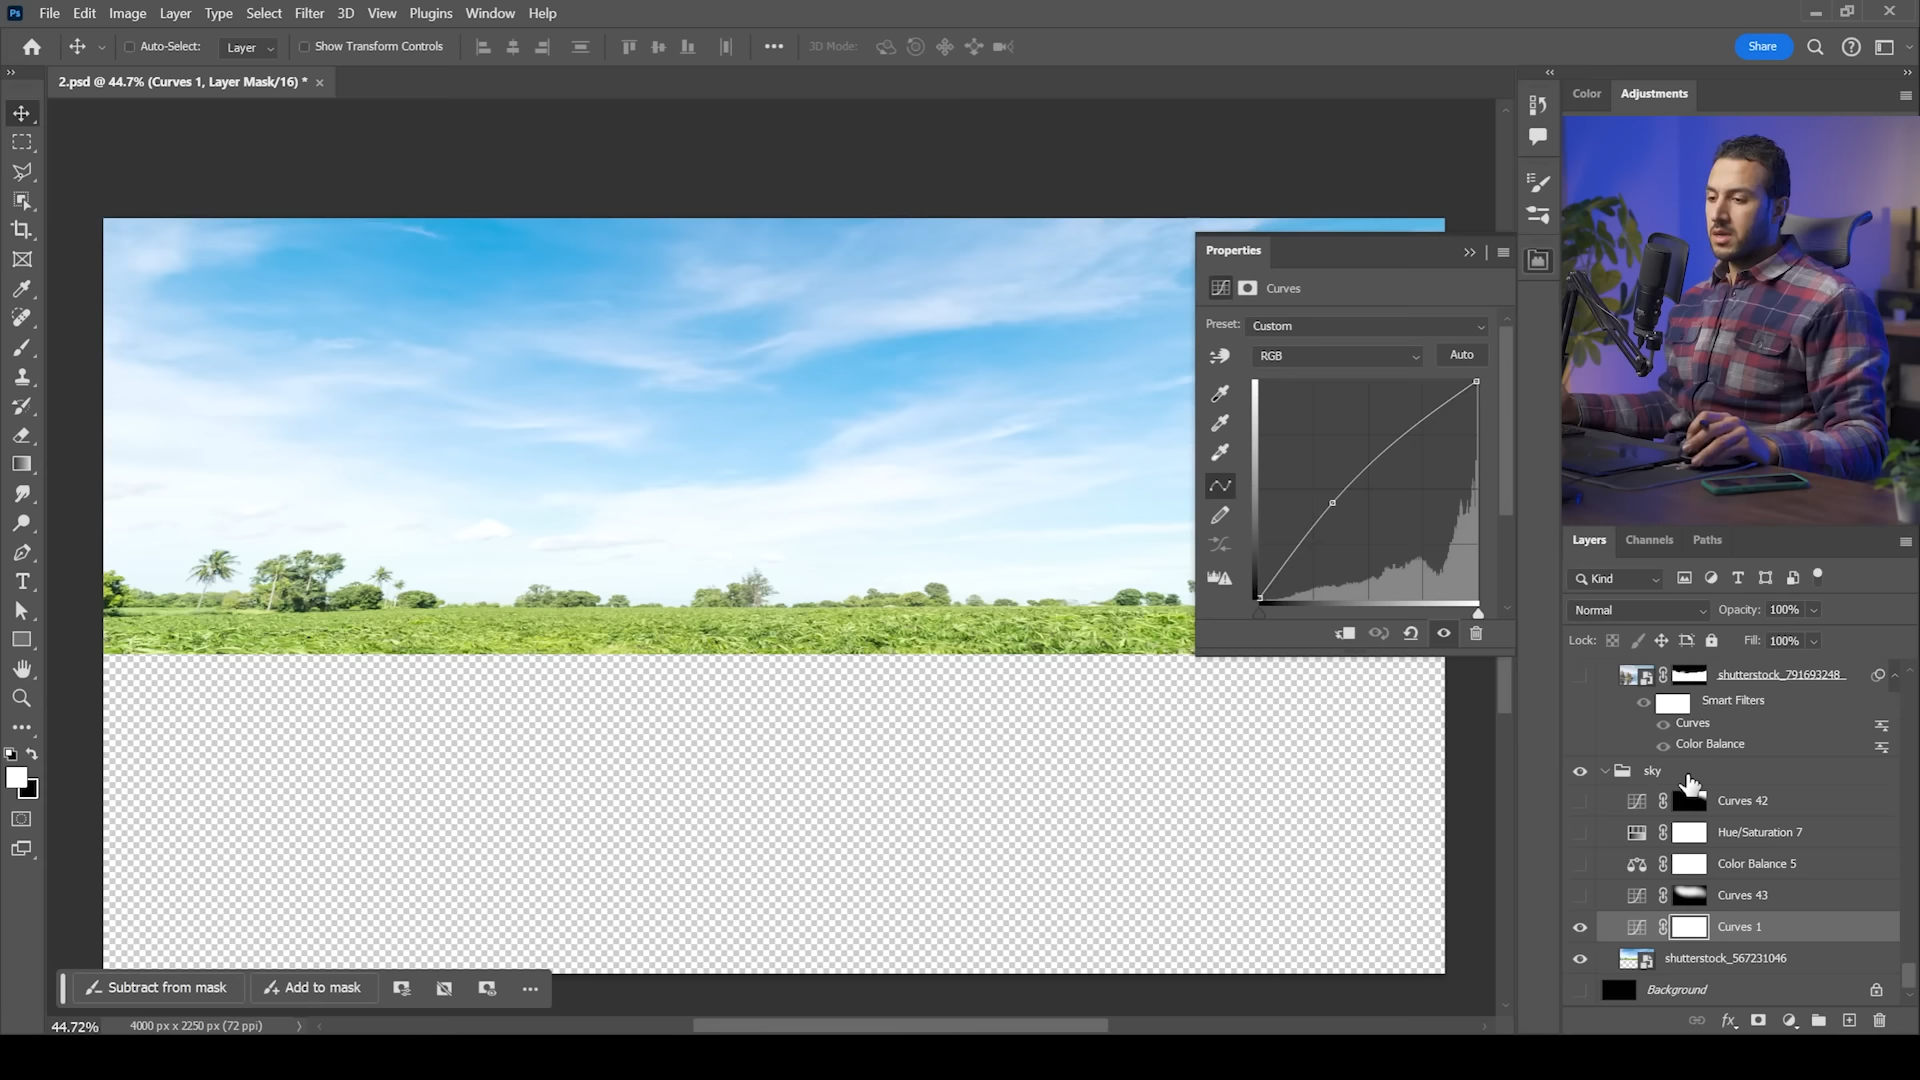 Ps File Edit Image Layer Type Select Filter 3D View Plugins Window Help
Auto-Select: Layer Show Transform Controls 3D Mode: Share
2.psd @ 44.7% (Curves 1, Layer Mask/16) *
Color Adjustments
Properties
Curves
Preset: Custom
RGB Auto
Layers Channels Paths
Kind
Normal Opacity: 100%
Lock: Fill: 100%
shutterstock_791693248
Smart Filters
Curves
Color Balance
sky
Curves 42
Hue/Saturation 7
Color Balance 5
Curves 43
Curves 1
shutterstock_567231046
Background
Subtract from mask Add to mask
44.72% 4000 px x 2250 px (72 ppi)
fx